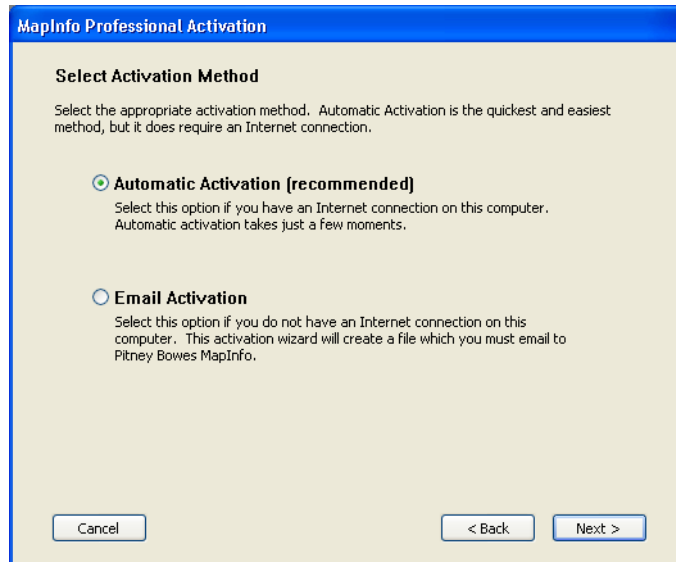 MapInfo Professional Activation
Select Activation Method
Select the appropriate activation method.  Automatic Activation is the quickest and easiest
method, but it does require an Internet connection.
Automatic Activation (recommended)
Select this option if you have an Internet connection on this computer.
Automatic activation takes just a few moments.
Email Activation
Select this option if you do not have an Internet connection on this
computer.  This activation wizard will create a file which you must email to
Pitney Bowes MapInfo.
Cancel
< Back
Next >